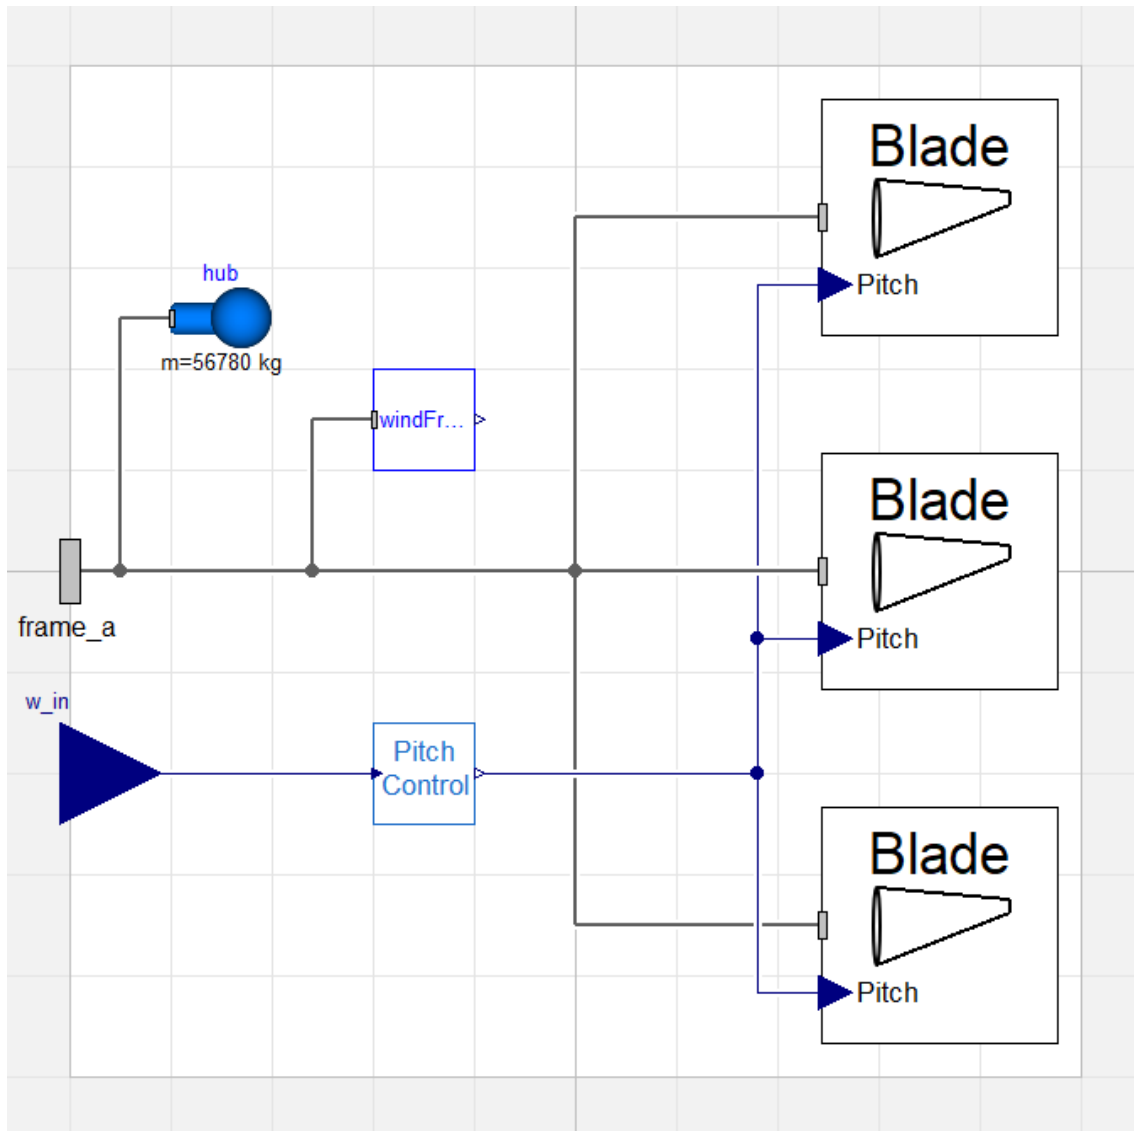 Blade
Pitch
hub
m=56780 kg
windFr...
Blade
Pitch
frame_a
w_in
Pitch
Control
Blade
Pitch